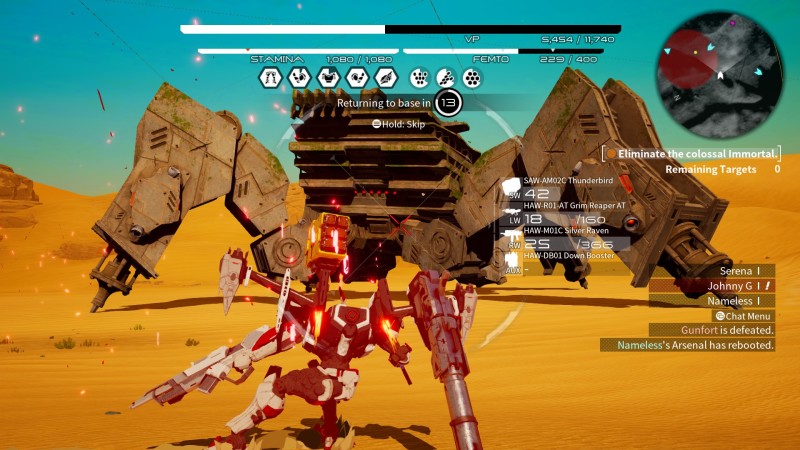 VP
5,454 / 11,740
STAMINA 1,080 / 1,080
FEMTO 229 / 400
Returning to base in 13
Hold: Skip
N
Eliminate the colossal Immortal.
Remaining Targets 0
SAW-AM02C Thunderbird
SW 42
HAW-R01-AT Grim Reaper AT
LW 18 /160
HAW-M01C Silver Raven
RW 25 /366
HAW-DB01 Down Booster
AUX -
Serena
Johnny G
Nameless
Chat Menu
Gunfort is defeated.
Nameless's Arsenal has rebooted.